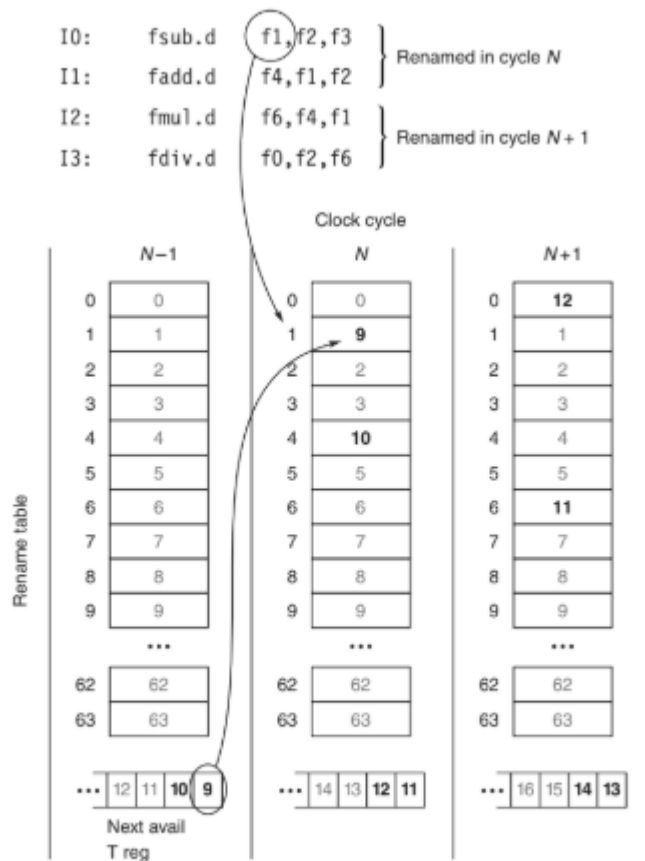 I0: fsub.d f1,f2,f3
I1: fadd.d f4,f1,f2
Renamed in cycle N
I2: fmul.d f6,f4,f1
I3: fdiv.d f0,f2,f6
Renamed in cycle N + 1
Clock cycle
N−1 N N+1
0 0 0 0 0 12
1 1 1 9 1 1
2 2 2 2 2 2
3 3 3 3 3 3
4 4 4 10 4 4
5 5 5 5 5 5
6 6 6 6 6 11
7 7 7 7 7 7
8 8 8 8 8 8
9 9 9 9 9 9
... ... ...
62 62 62 62 62 62
63 63 63 63 63 63
Rename table
... 12 11 10 9 ... 14 13 12 11 ... 16 15 14 13
Next avail
T reg